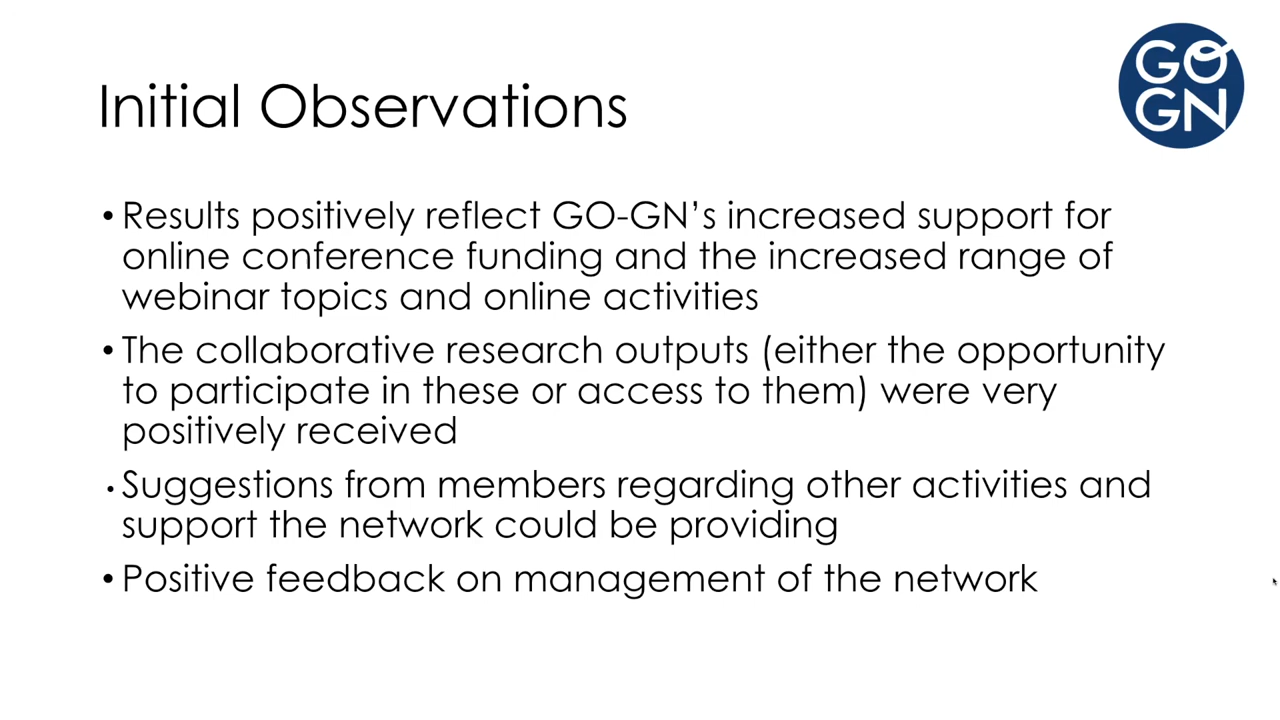 GO
GN
Initial Observations
• Results positively reflect GO-GN’s increased support for
online conference funding and the increased range of
webinar topics and online activities
• The collaborative research outputs (either the opportunity
to participate in these or access to them) were very
positively received
• Suggestions from members regarding other activities and
support the network could be providing
• Positive feedback on management of the network